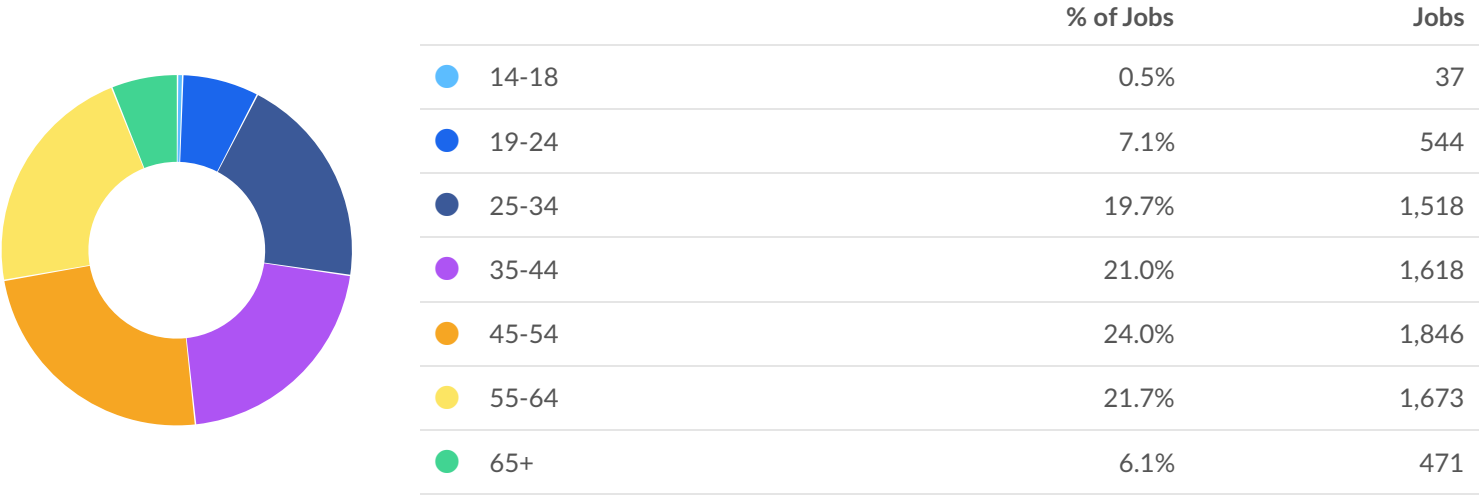 % of Jobs Jobs
14-18 0.5% 37
19-24 7.1% 544
25-34 19.7% 1,518
35-44 21.0% 1,618
45-54 24.0% 1,846
55-64 21.7% 1,673
65+ 6.1% 471